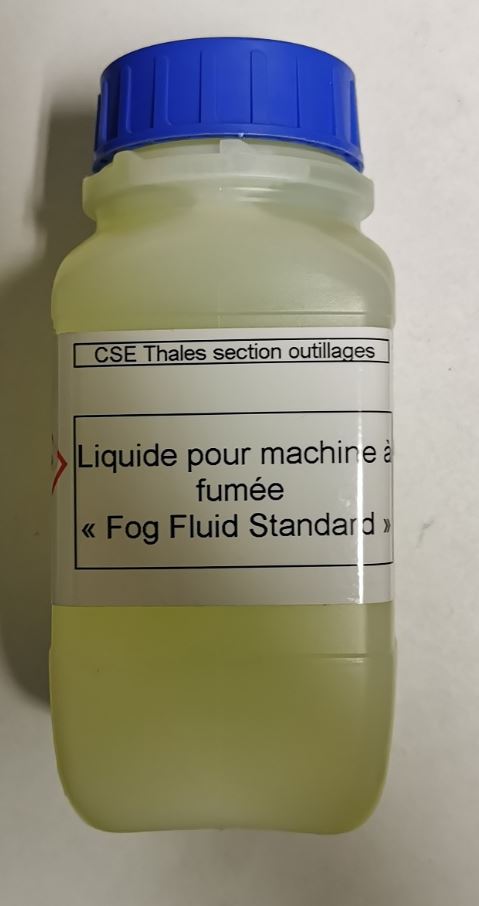 CSE Thales section outillages
Liquide pour machine à
fumée
« Fog Fluid Standard »